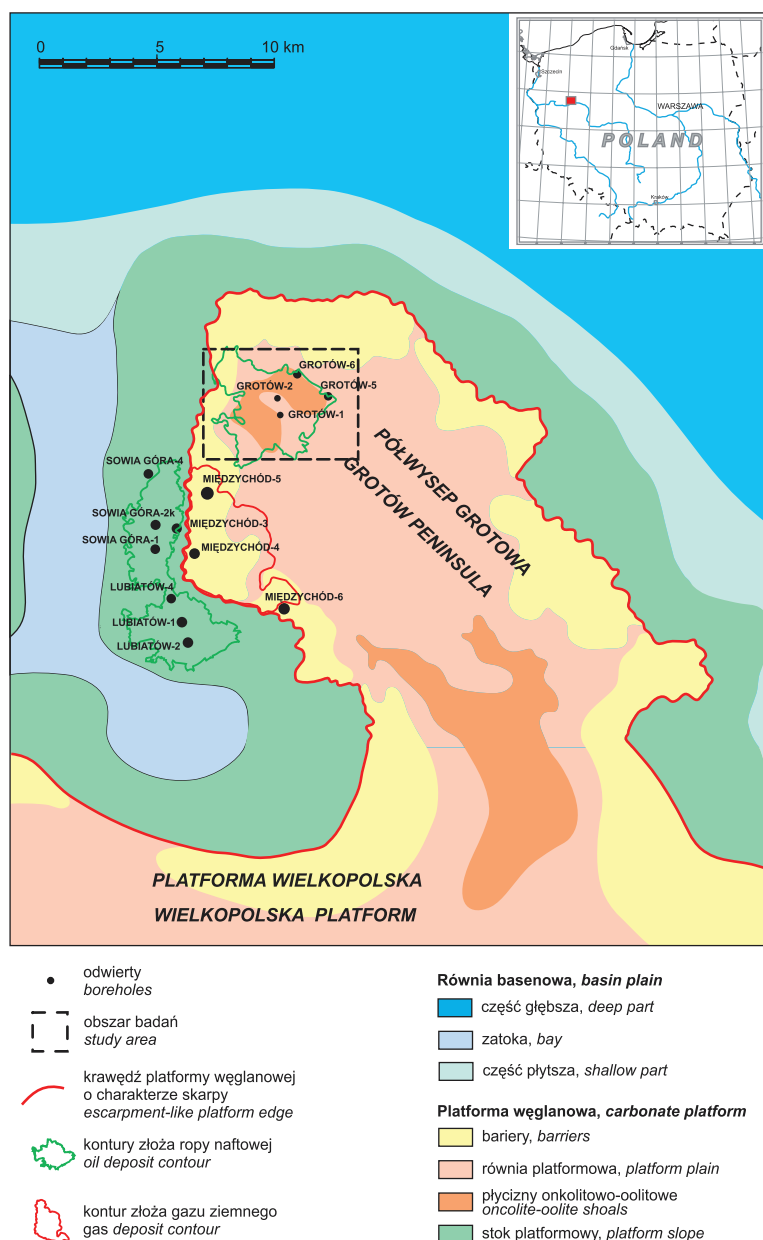 0 5 10 km
Gdańsk
Szczecin
WARSZAWA
POLAND
Kraków
GROTÓW-6
GROTÓW-2
GROTÓW-5
GROTÓW-1
PÓŁWYSEP GROTOWA
GROTÓW PENINSULA
SOWIA GÓRA-4
MIĘDZYCHÓD-5
SOWIA GÓRA-2k
MIĘDZYCHÓD-3
SOWIA GÓRA-1
MIĘDZYCHÓD-4
LUBIATÓW-4
MIĘDZYCHÓD-6
LUBIATÓW-1
LUBIATÓW-2
PLATFORMA WIELKOPOLSKA
WIELKOPOLSKA PLATFORM
odwierty
boreholes
obszar badań
study area
krawędź platformy węglanowej
o charakterze skarpy
escarpment-like platform edge
kontury złoża ropy naftowej
oil deposit contour
kontur złoża gazu ziemnego
gas deposit contour
Równia basenowa, basin plain
część głębsza, deep part
zatoka, bay
część płytsza, shallow part
Platforma węglanowa, carbonate platform
bariery, barriers
równia platformowa, platform plain
płycizny onkolitowo-oolitowe
oncolite-oolite shoals
stok platformowy, platform slope